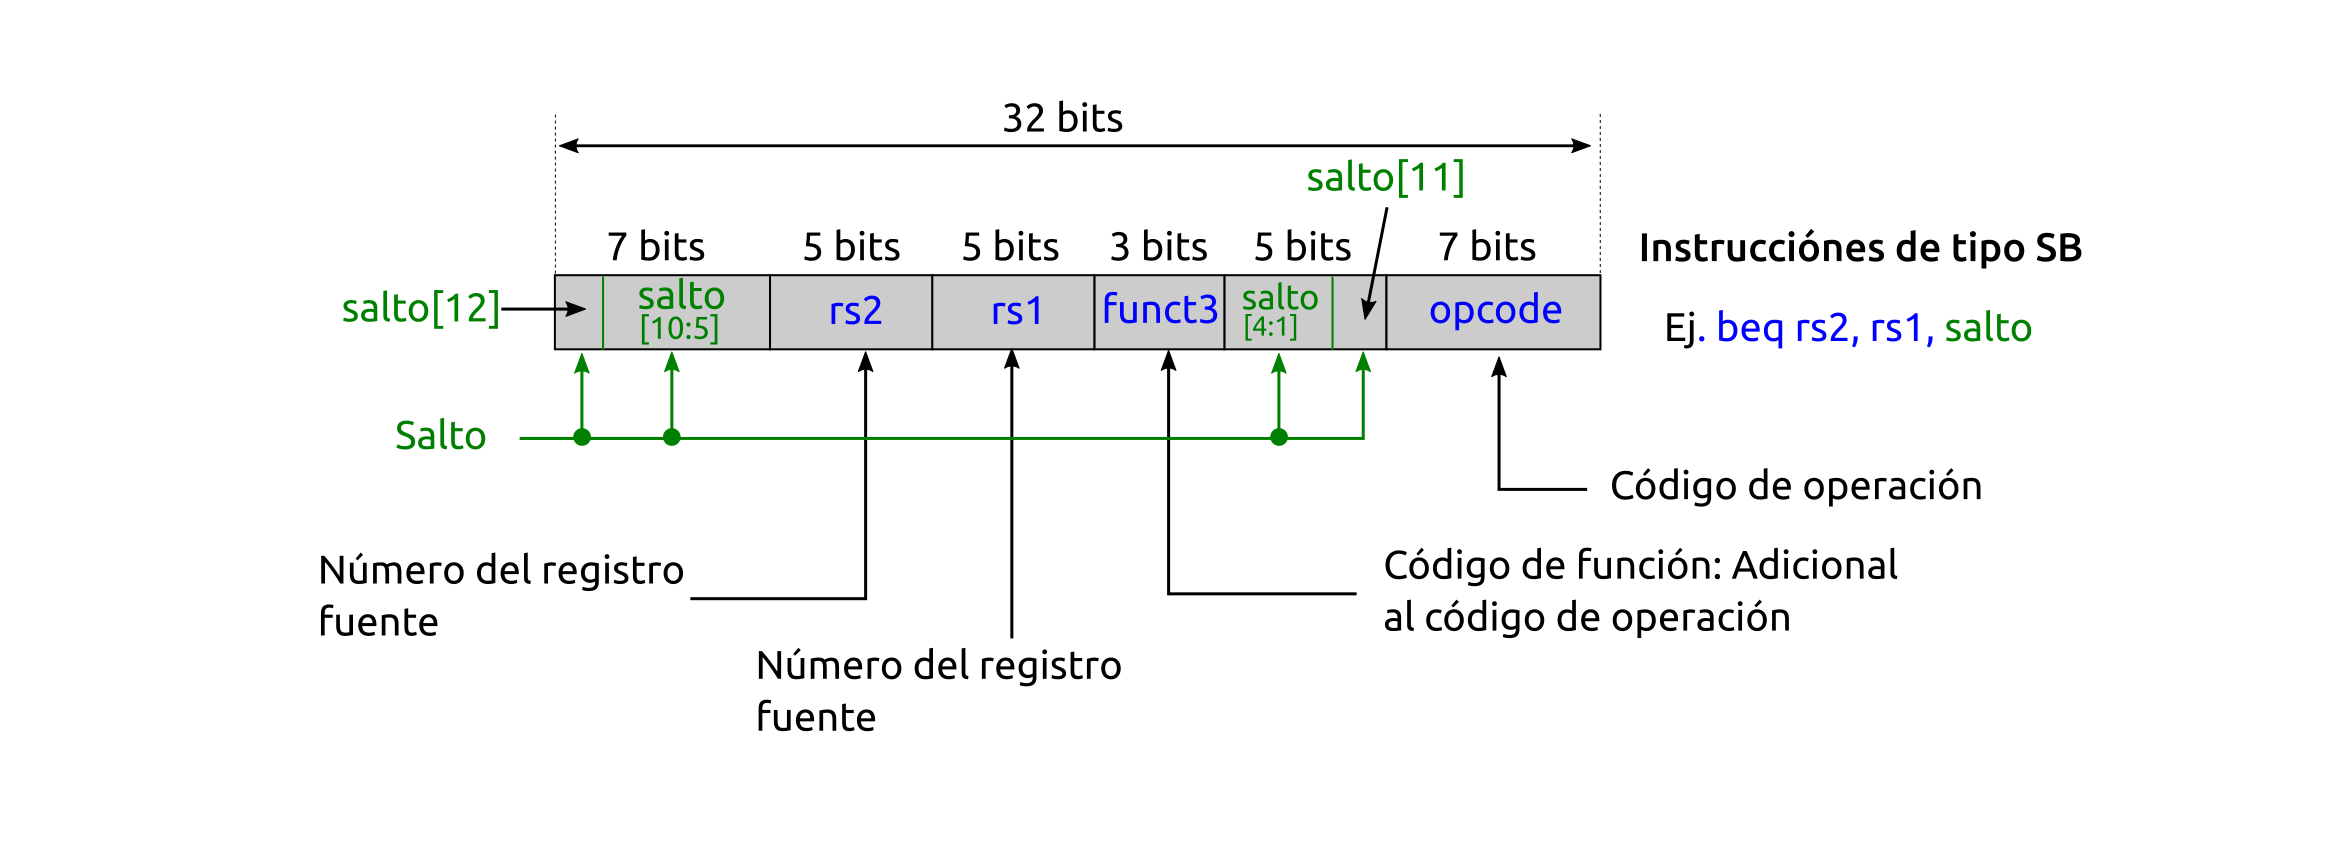 32 bits
salto[11]
7 bits 5 bits 5 bits 3 bits 5 bits 7 bits
Instrucciónes de tipo SB
salto[12]
salto
[10:5]
rs2
rs1
funct3
salto
[4:1]
opcode
Ej. beq rs2, rs1, salto
Salto
Código de operación
Número del registro
fuente
Código de función: Adicional
al código de operación
Número del registro
fuente